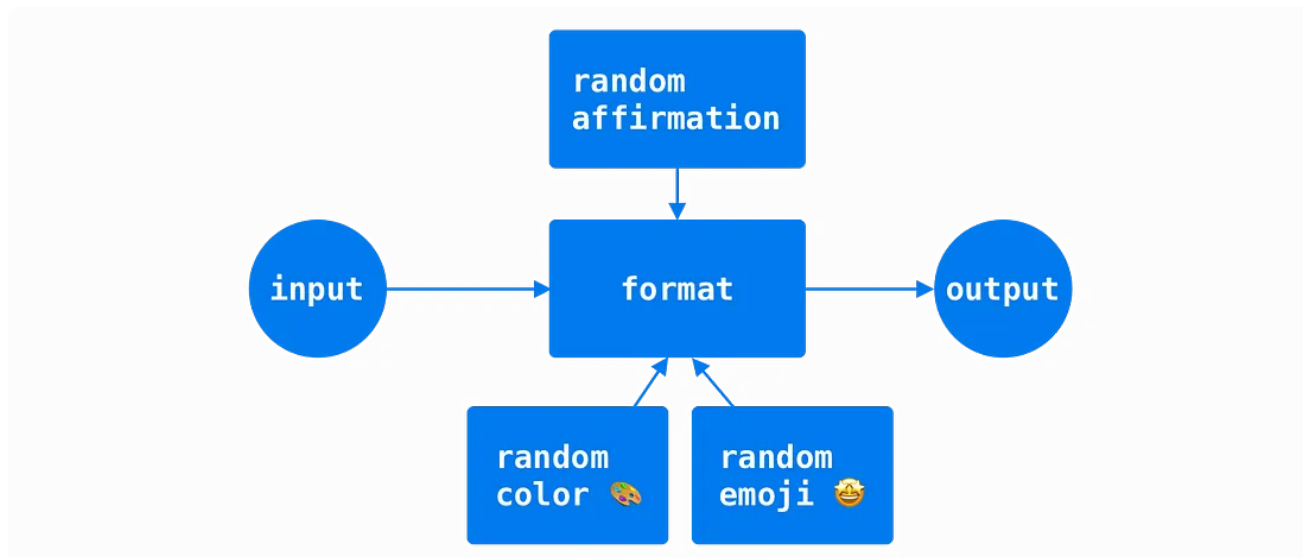 random
affirmation
input
format
output
random
color 🎨
random
emoji 🤩